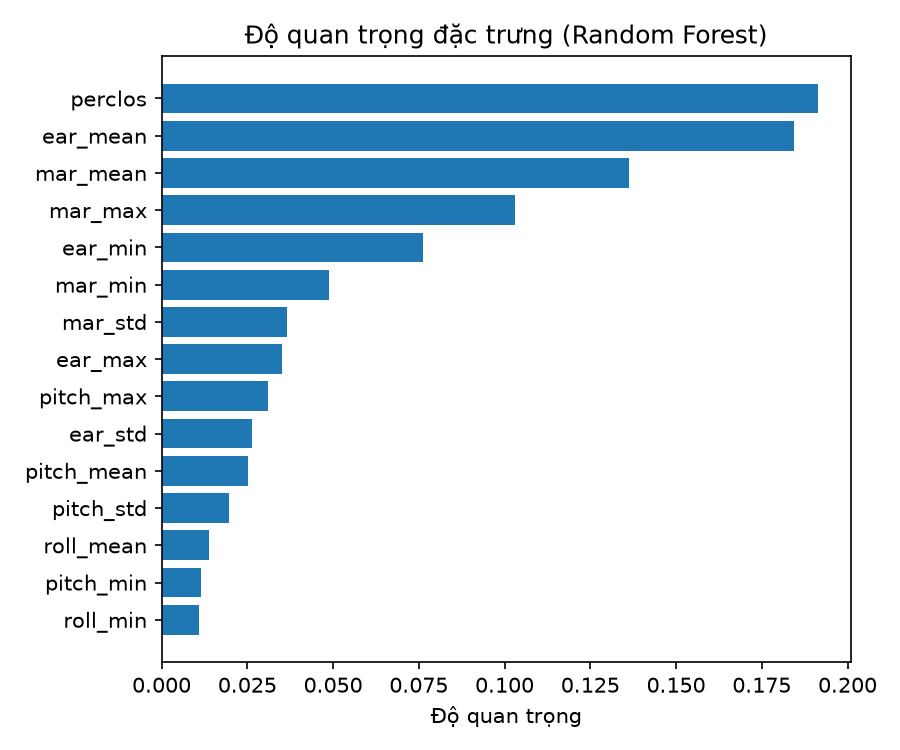 Độ quan trọng đặc trưng (Random Forest)
perclos
ear_mean
mar_mean
mar_max
ear_min
mar_min
mar_std
ear_max
pitch_max
ear_std
pitch_mean
pitch_std
roll_mean
pitch_min
roll_min
0.000 0.025 0.050 0.075 0.100 0.125 0.150 0.175 0.200
Độ quan trọng